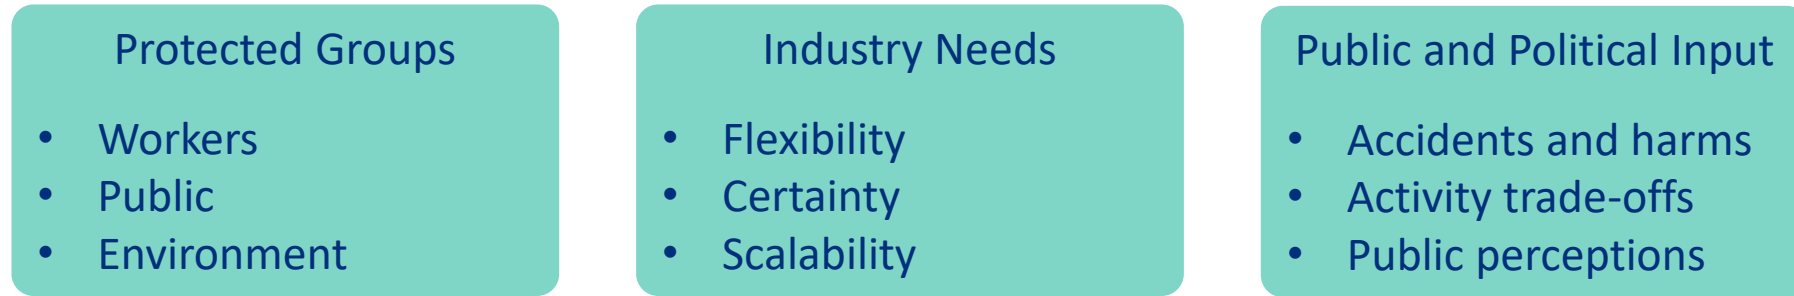 Protected Groups
• Workers
• Public
• Environment
Industry Needs
• Flexibility
• Certainty
• Scalability
Public and Political Input
• Accidents and harms
• Activity trade-offs
• Public perceptions